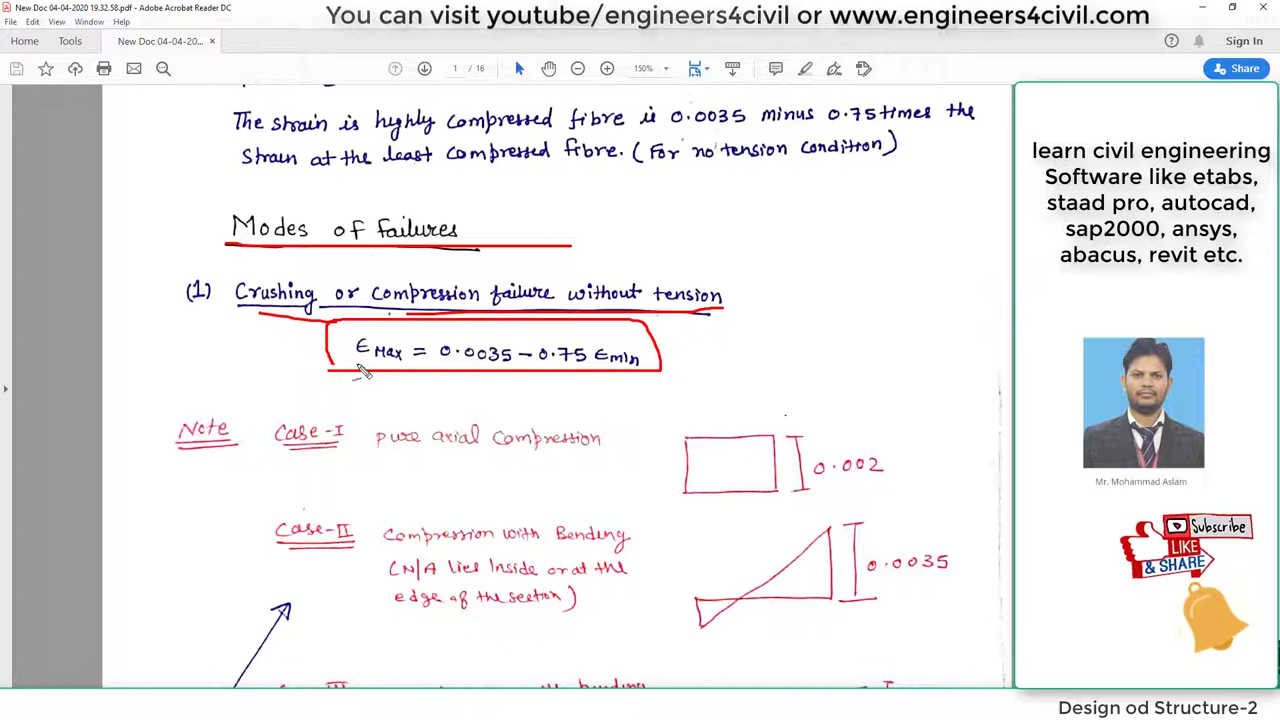 New Doc 04-04-2020 19.32.58.pdf - Adobe Acrobat Reader DC
You can visit youtube/engineers4civil or www.engineers4civil.com
File Edit View Window Help
Home Tools New Doc 04-04-20... × Sign In
1 / 16 150% Share
The strain is highly compressed fibre is 0.0035 minus 0.75 times the
strain at the least compressed fibre. (For no tension condition)
Modes of failures
(1) Crushing or compression failure without tension
ϵMax = 0.0035 - 0.75 ϵmin
Note Case-I pure axial compression
0.002
Case-II Compression with Bending
(N/A lies inside or at the
edge of the section)
0.0035
learn civil engineering
Software like etabs,
staad pro, autocad,
sap2000, ansys,
abacus, revit etc.
Mr. Mohammad Aslam
Subscribe
LIKE
& SHARE
Design od Structure-2